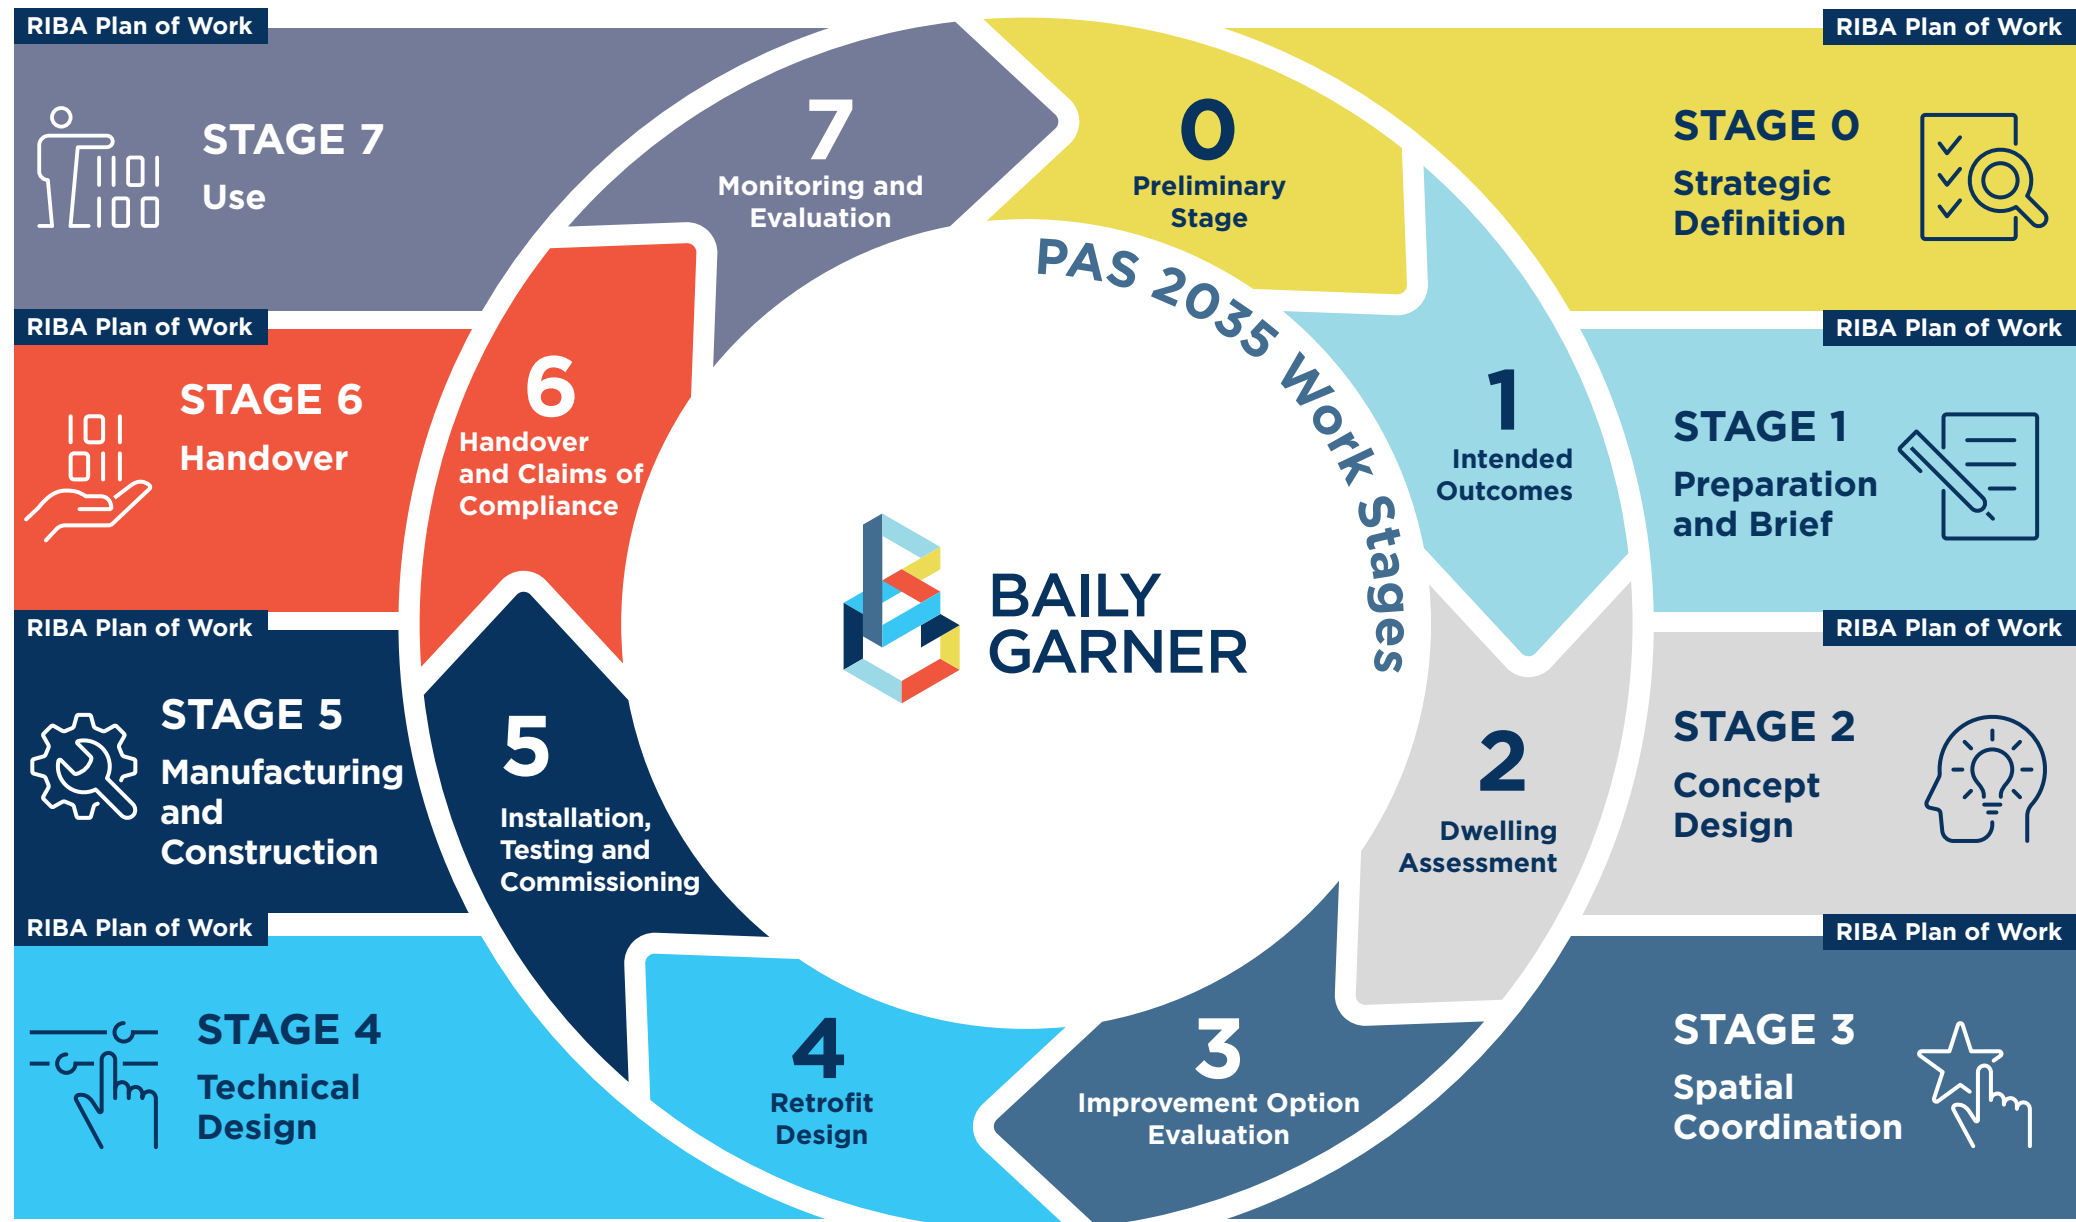 RIBA Plan of Work
STAGE 7
Use
RIBA Plan of Work
STAGE 6
Handover
RIBA Plan of Work
STAGE 5
Manufacturing
and
Construction
RIBA Plan of Work
STAGE 4
Technical
Design
7
Monitoring and
Evaluation
0
Preliminary
Stage
1
Intended
Outcomes
2
Dwelling
Assessment
3
Improvement Option
Evaluation
4
Retrofit
Design
5
Installation,
Testing and
Commissioning
6
Handover
and Claims of
Compliance
PAS 2035 Work Stages
BAILY
GARNER
RIBA Plan of Work
STAGE 0
Strategic
Definition
RIBA Plan of Work
STAGE 1
Preparation
and Brief
RIBA Plan of Work
STAGE 2
Concept
Design
RIBA Plan of Work
STAGE 3
Spatial
Coordination